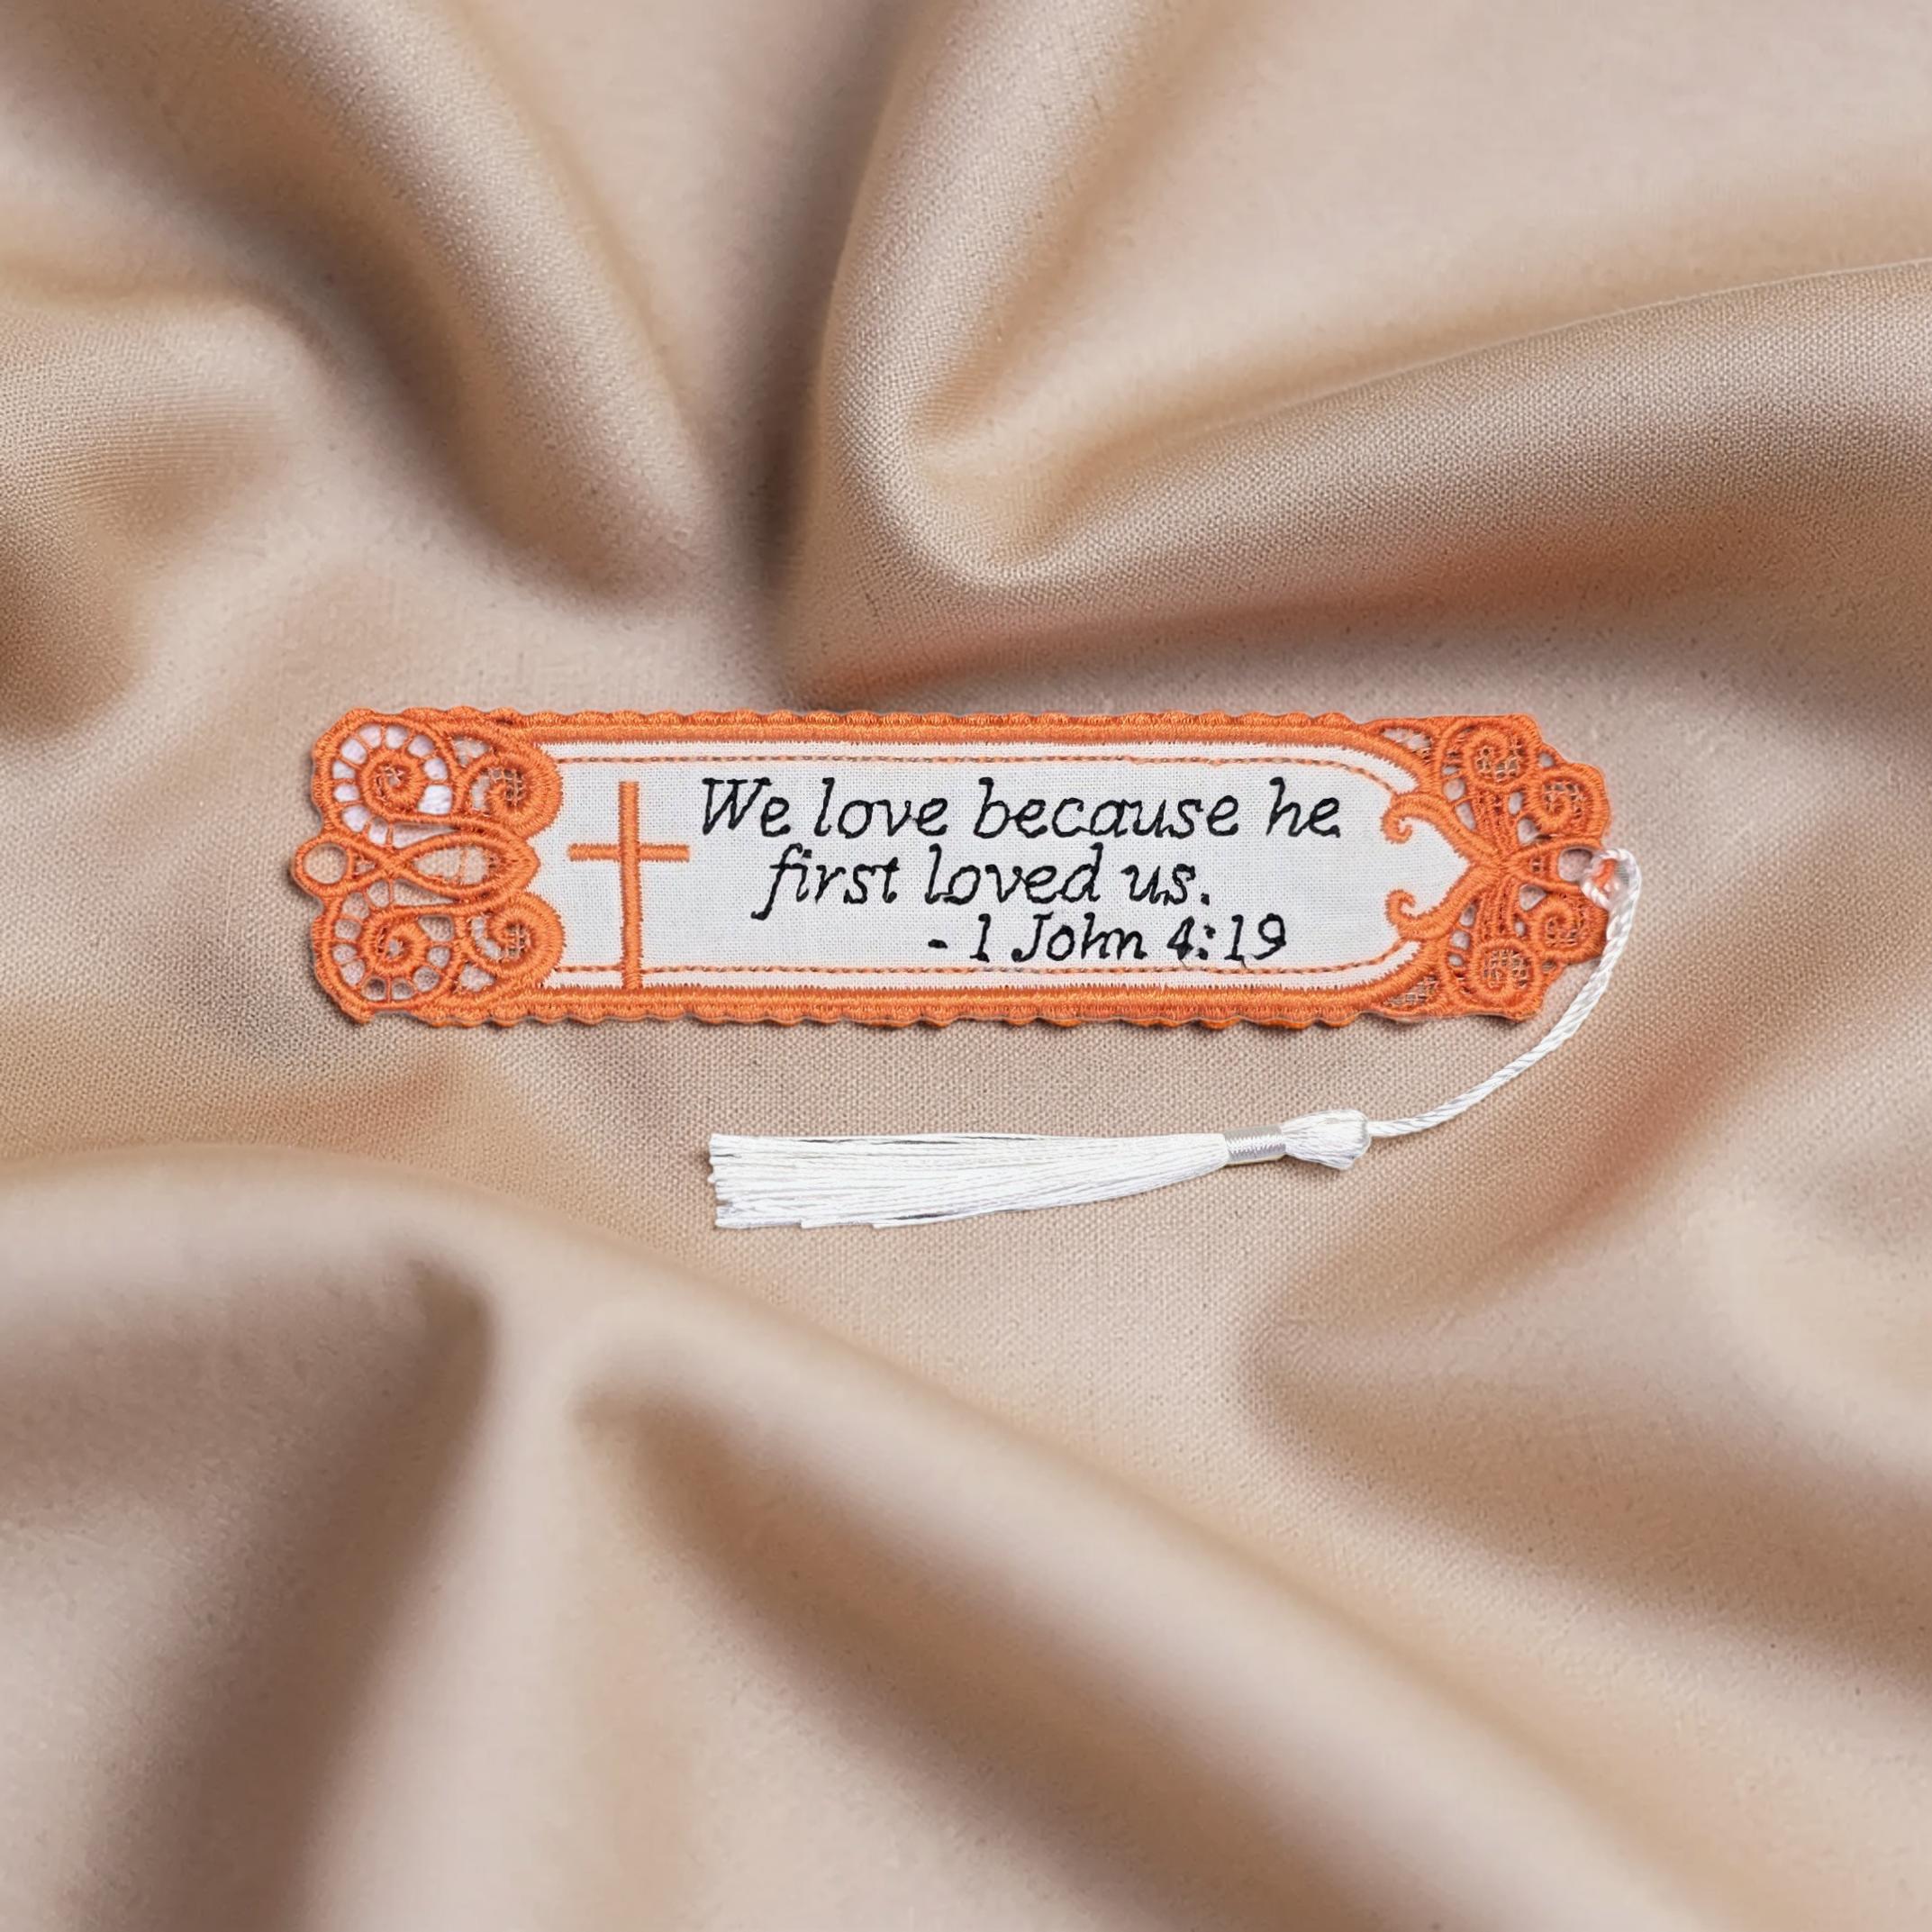 We love because he
first loved us.
- 1 John 4:19